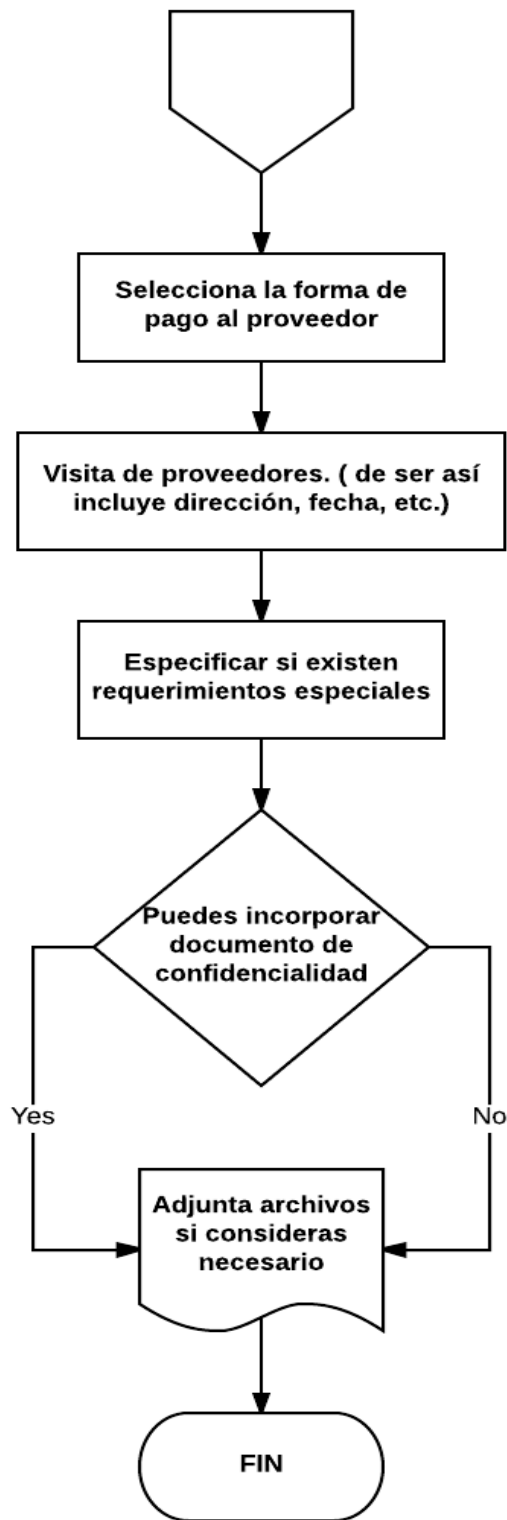 Selecciona la forma de
pago al proveedor
Visita de proveedores. ( de ser así
incluye dirección, fecha, etc.)
Especificar si existen
requerimientos especiales
Puedes incorporar
documento de
confidencialidad
Yes
No
Adjunta archivos
si consideras
necesario
FIN